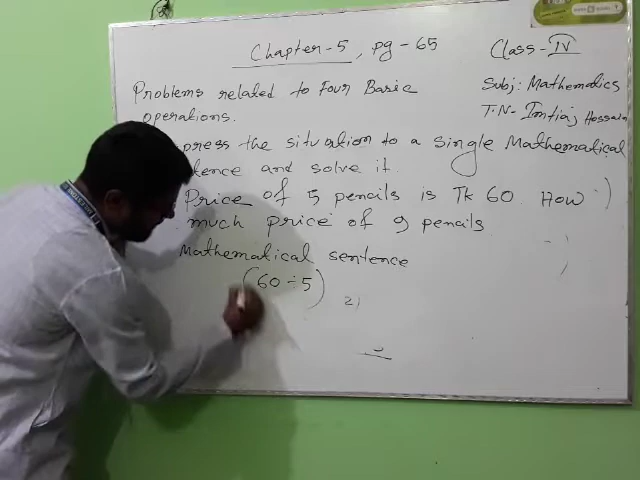 Chapter-5, pg-65
Class-IV
Problems related to Four Basic
Subj: Mathematics
operations.
T.N- Imtiaj Hossain
press the situation to a single Mathematical
tence and solve it.
Price of 5 pencils is Tk 60. How
much price of 9 pencils
Mathematical sentence
(60÷5)
2)